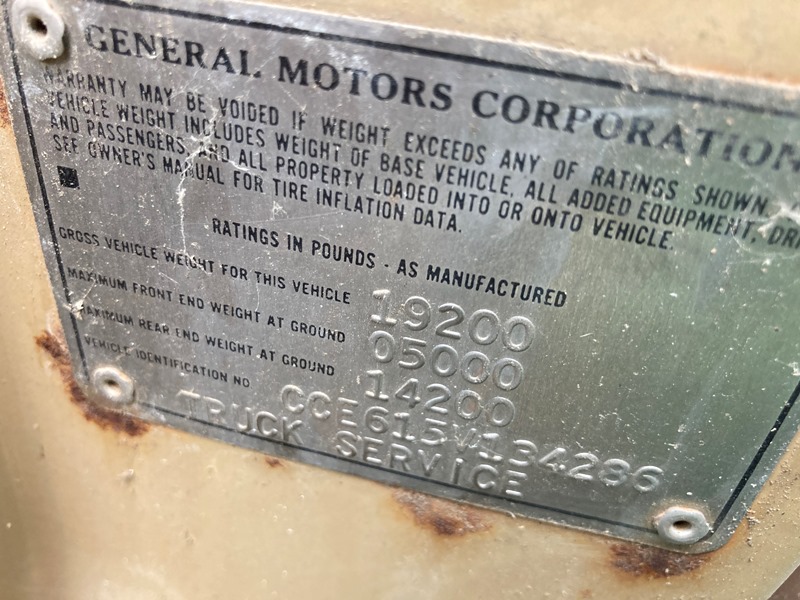 GENERAL MOTORS CORPORATION
WARRANTY MAY BE VOIDED IF WEIGHT EXCEEDS ANY OF RATINGS SHOWN.
VEHICLE WEIGHT INCLUDES WEIGHT OF BASE VEHICLE, ALL ADDED EQUIPMENT,
AND PASSENGERS, AND ALL PROPERTY LOADED INTO OR ONTO VEHICLE.
SEE OWNER'S MANUAL FOR TIRE INFLATION DATA.
RATINGS IN POUNDS - AS MANUFACTURED
GROSS VEHICLE WEIGHT FOR THIS VEHICLE 19200
MAXIMUM FRONT END WEIGHT AT GROUND 05000
MAXIMUM REAR END WEIGHT AT GROUND 14200
VEHICLE IDENTIFICATION NO CCE615V134286
TRUCK SERVICE